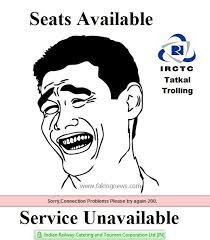 Seats Available
IRCTC
Tatkal
Trolling
www.fakingnews.com
Sorry,Connection Problems Please try again-200.
Service Unavailable
Indian Railway Catering and Tourism Corporation Ltd [IN]